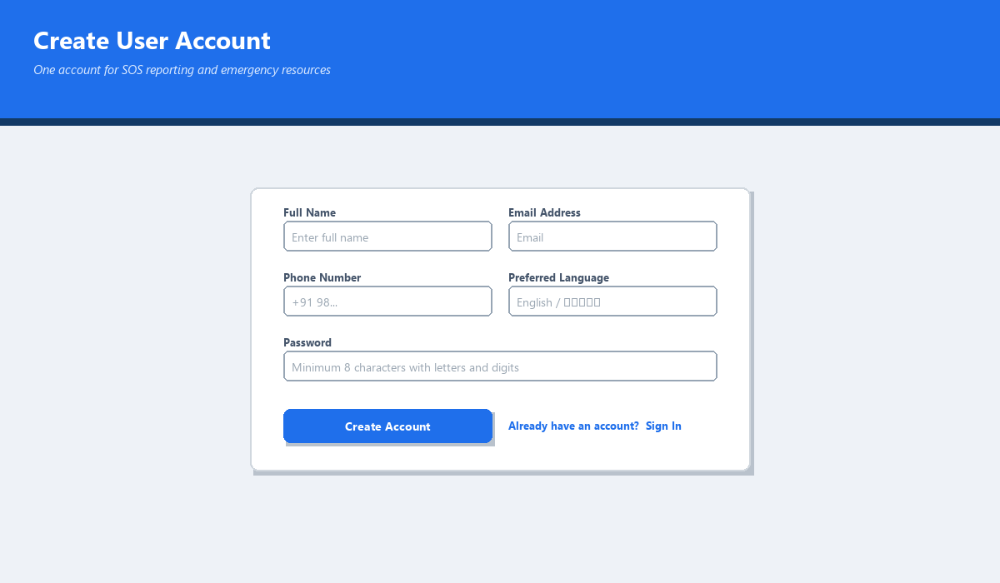 Create User Account
One account for SOS reporting and emergency resources
Full Name
Email Address
Enter full name
Email
Phone Number
Preferred Language
+91 98...
English /
Password
Minimum 8 characters with letters and digits
Create Account
Already have an account? Sign In